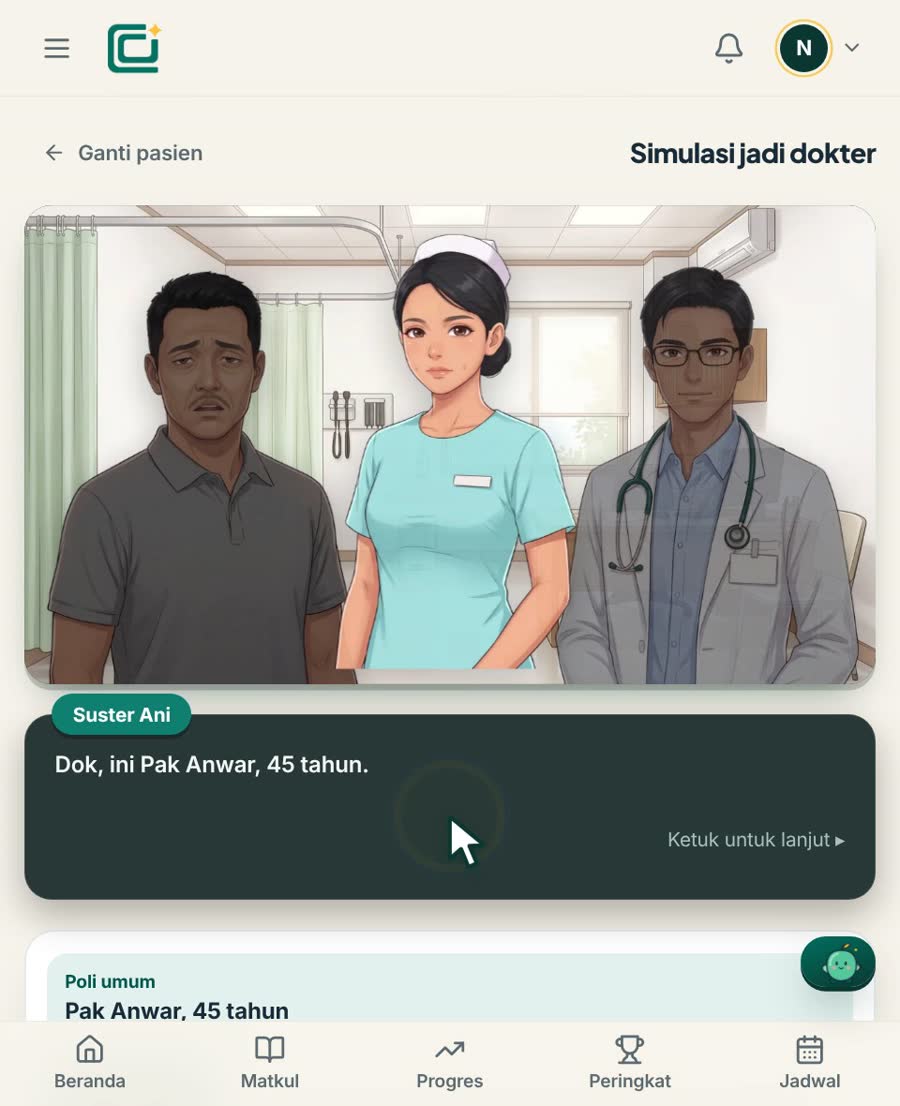 N
Ganti pasien
Simulasi jadi dokter
Suster Ani
Dok, ini Pak Anwar, 45 tahun.
Ketuk untuk lanjut ▸
Poli umum
Pak Anwar, 45 tahun
Beranda
Matkul
Progres
Peringkat
Jadwal